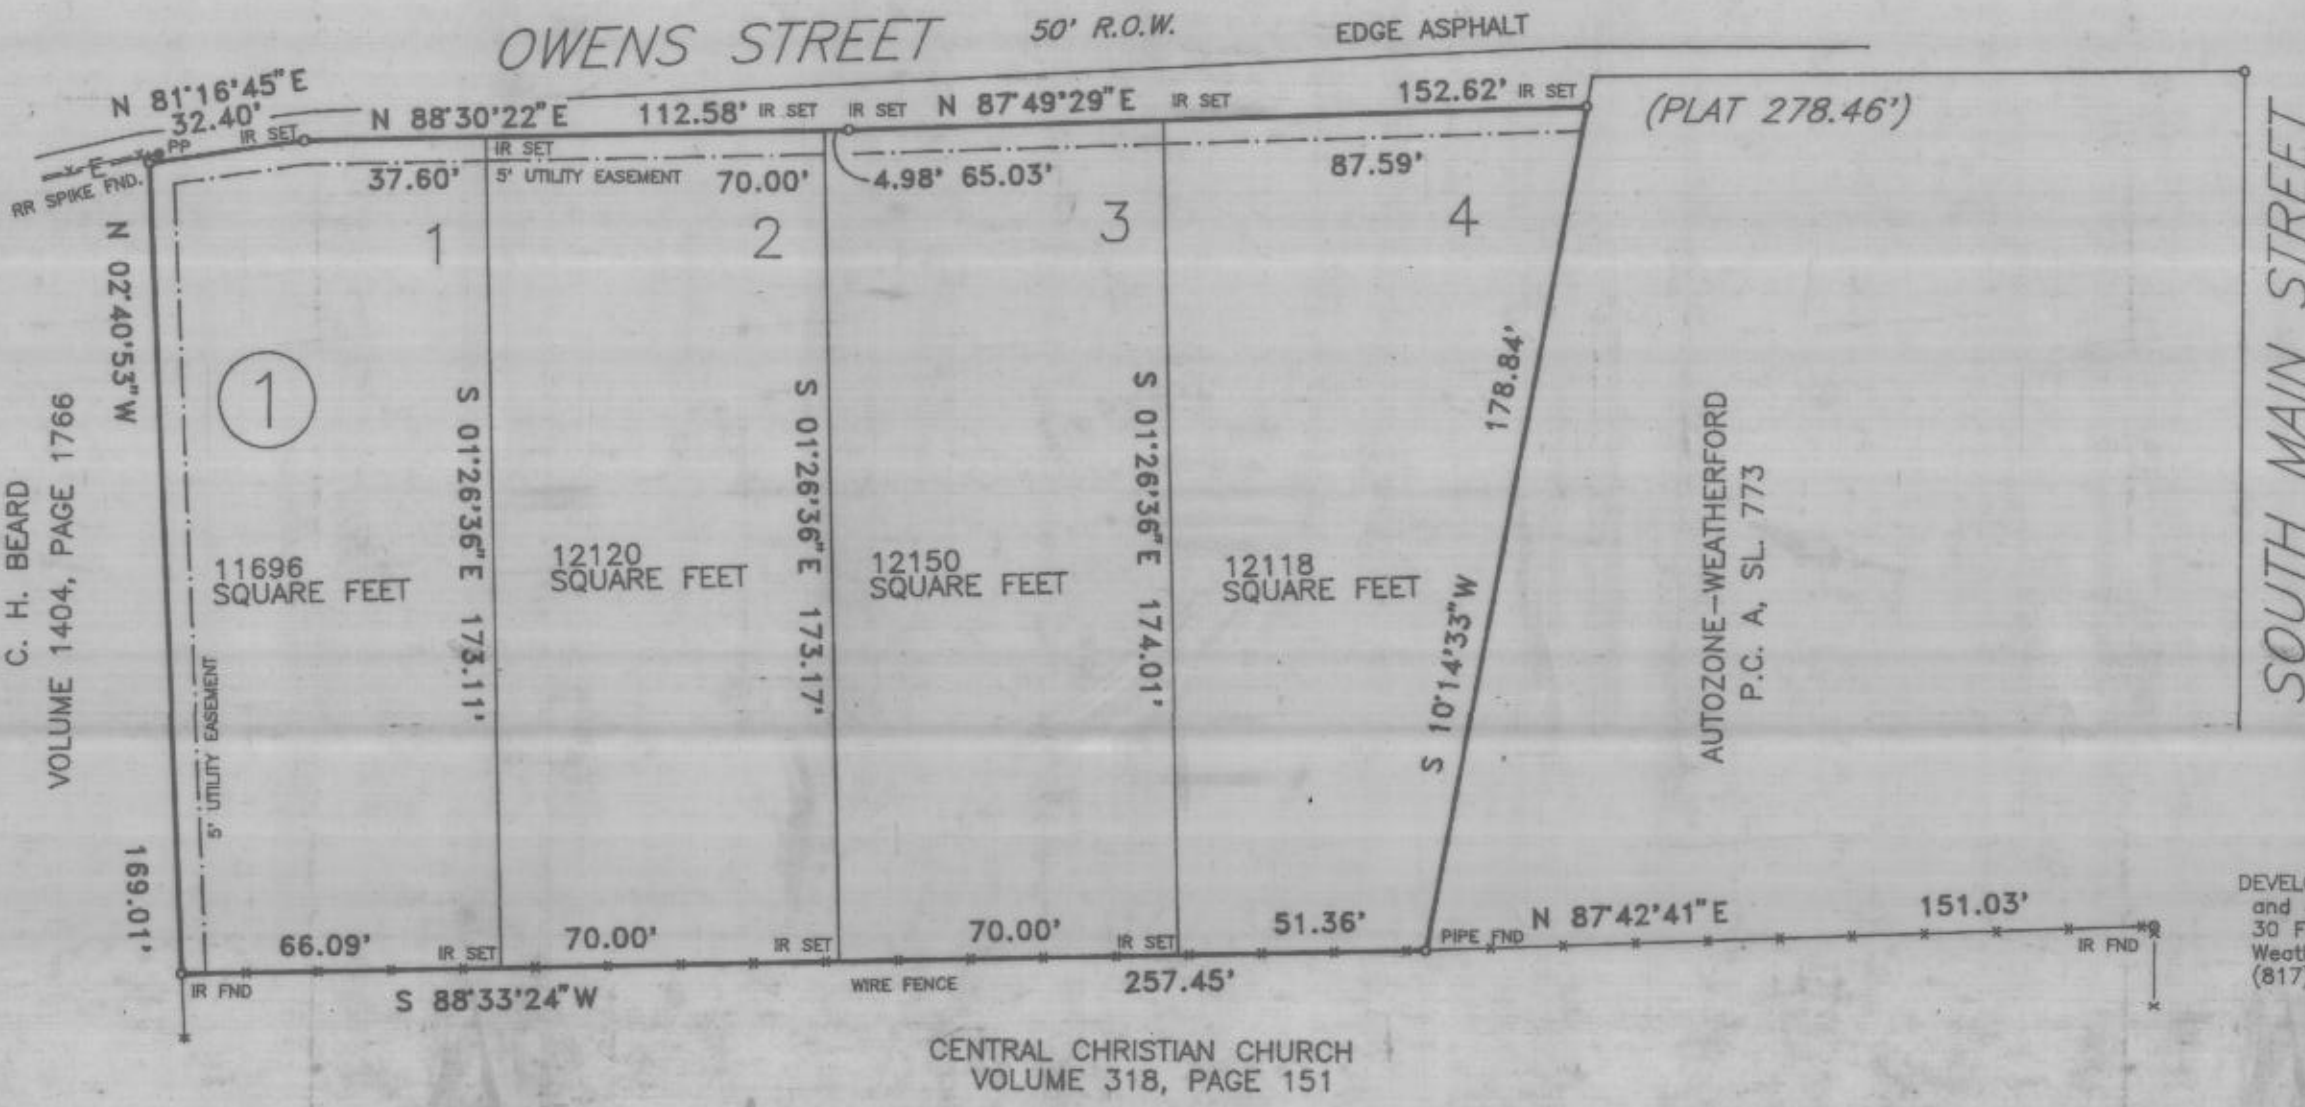 OWENS STREET
50' R.O.W.
EDGE ASPHALT
N 81°16'45"E
32.40'
IR SET
PP
E
RR SPIKE FND.
N 88°30'22"E
112.58' IR SET
IR SET
N 87°49'29"E
IR SET
152.62' IR SET
(PLAT 278.46')
SOUTH MAIN STREET
37.60'
IR SET
5' UTILITY EASEMENT
70.00'
4.98' 65.03'
87.59'
1
2
3
4
N 02°40'53"W
169.01'
1
C. H. BEARD
VOLUME 1404, PAGE 1766
S 01°26'36"E 173.11'
S 01°26'36"E 173.17'
S 01°26'36"E 174.01'
178.84'
S 10°14'33"W
11696
SQUARE FEET
12120
SQUARE FEET
12150
SQUARE FEET
12118
SQUARE FEET
AUTOZONE-WEATHERFORD
P.C. A, SL. 773
5' UTILITY EASEMENT
66.09'
IR SET
70.00'
IR SET
70.00'
IR SET
51.36'
PIPE FND
N 87°42'41"E
151.03'
IR FND
IR FND
S 88°33'24"W
WIRE FENCE
257.45'
CENTRAL CHRISTIAN CHURCH
VOLUME 318, PAGE 151
DEVEL
and
30 F
Weat
(817)